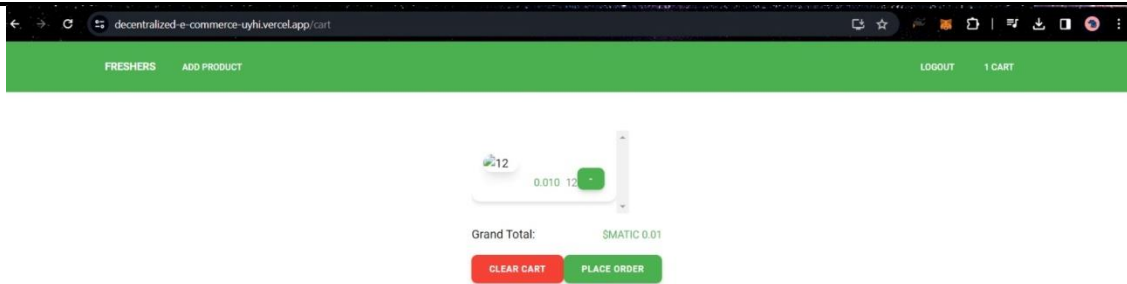 decentralized-e-commerce-uyhi.vercel.app/cart
FRESHERS ADD PRODUCT LOGOUT 1 CART
12
0.010 12 -
Grand Total: $MATIC 0.01
CLEAR CART PLACE ORDER